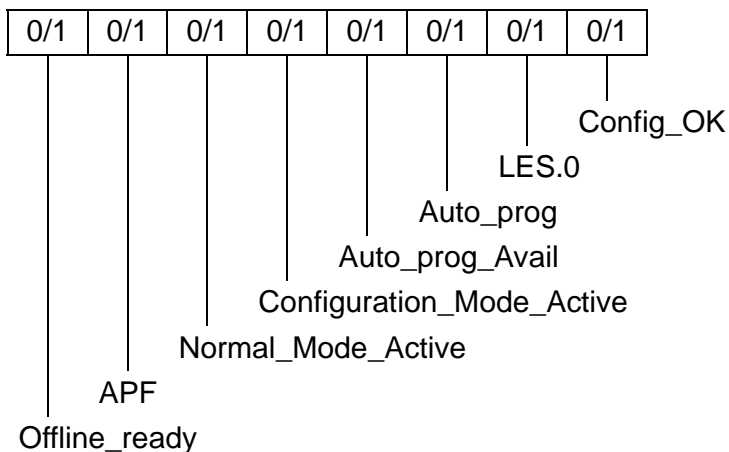 0/1 0/1 0/1 0/1 0/1 0/1 0/1 0/1
Config_OK
LES.0
Auto_prog
Auto_prog_Avail
Configuration_Mode_Active
Normal_Mode_Active
APF
Offline_ready